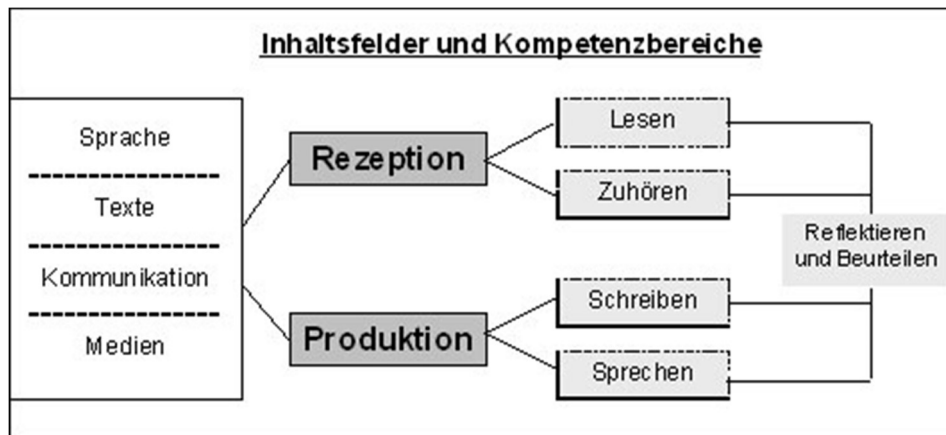 Inhaltsfelder und Kompetenzbereiche
Sprache
Texte
Kommunikation
Medien
Rezeption
Produktion
Lesen
Zuhören
Schreiben
Sprechen
Reflektieren
und Beurteilen